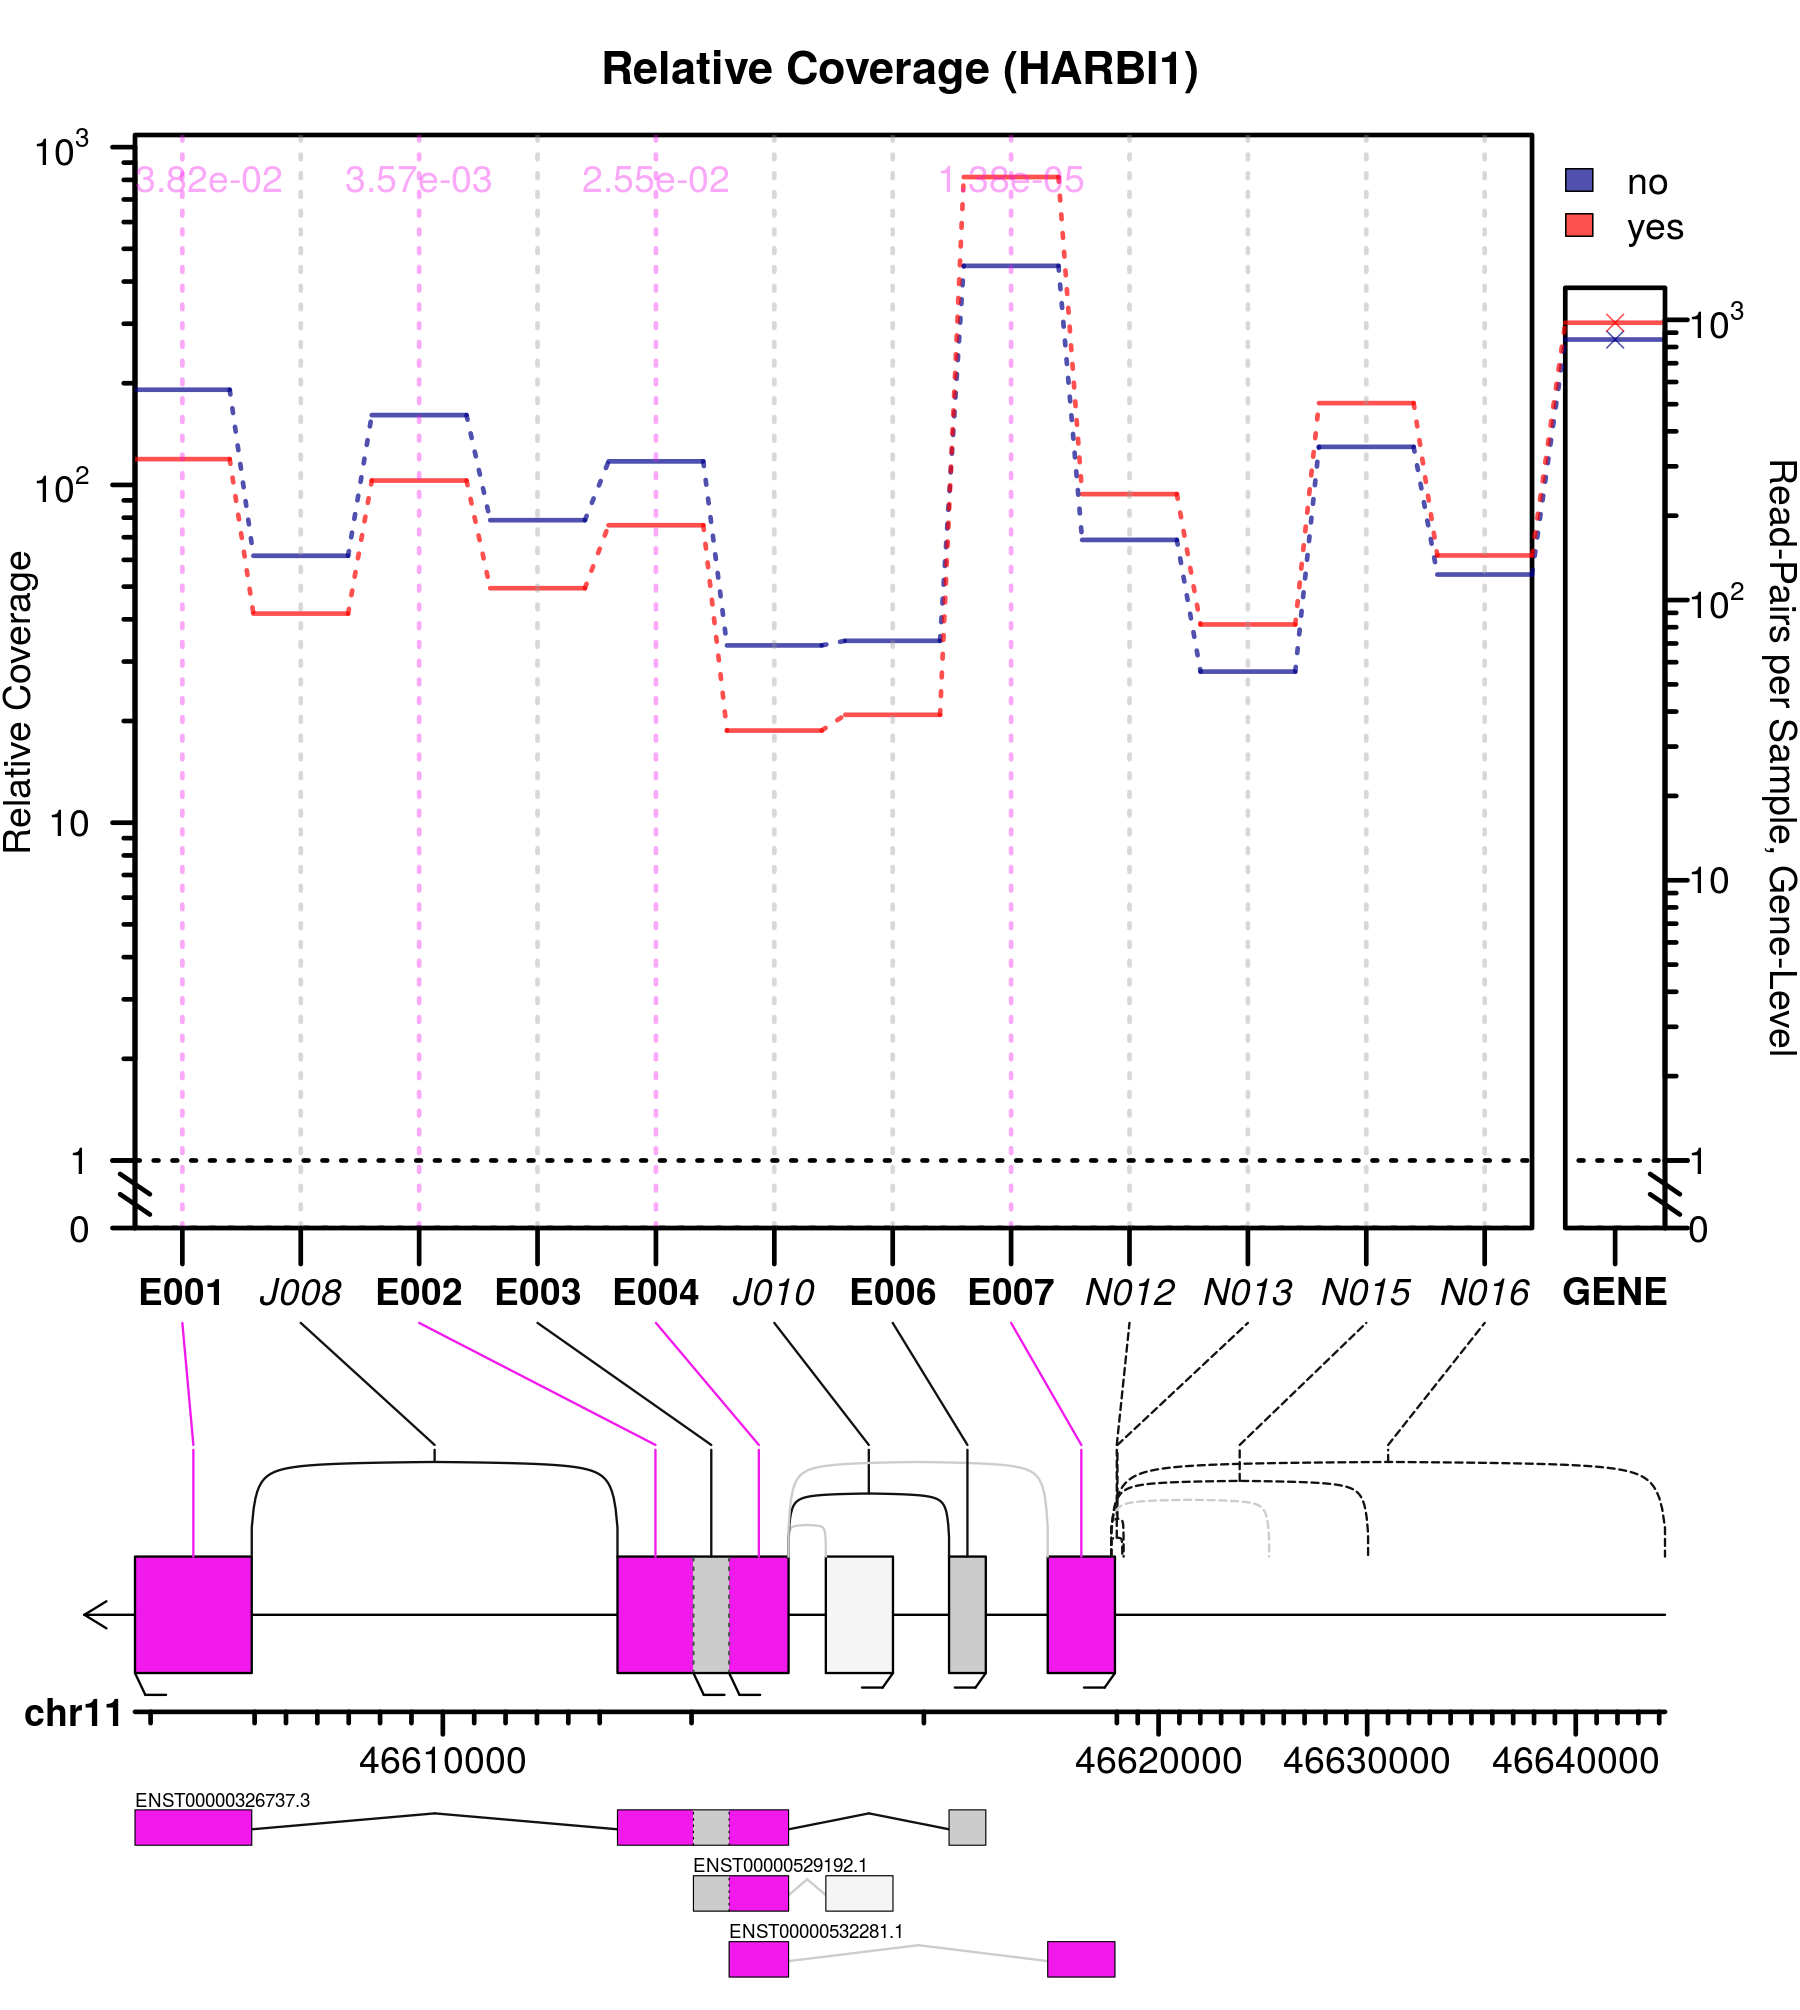 Relative Coverage (HARBI1)
10³
3.82e-02 3.57e-03 2.55e-02 1.38e-05
no
yes
10³
10²
10²
Relative Coverage
Read-Pairs per Sample, Gene-Level
10
10
1
1
0
0
E001 J008 E002 E003 E004 J010 E006 E007 N012 N013 N015 N016 GENE
chr11
46610000 46620000 46630000 46640000
ENST00000326737.3
ENST00000529192.1
ENST00000532281.1